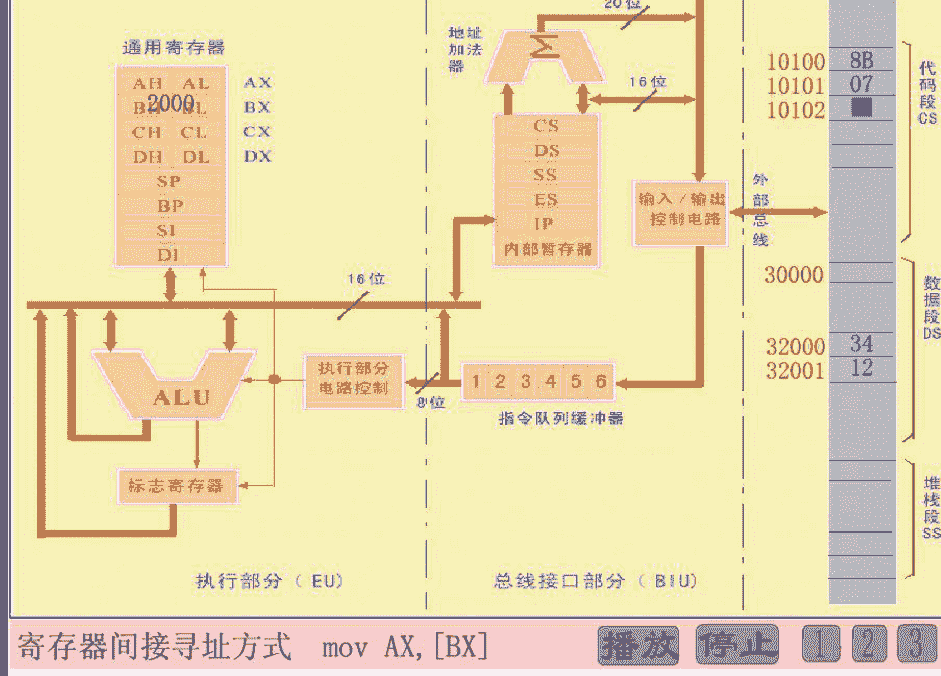 20位
通用寄存器
地址
加法
器
AH AL AX
2000
BH BL BX
CH CL CX
DH DL DX
SP
BP
SI
DI
Σ
16位
CS
DS
SS
ES
IP
内部暂存器
输入/输出
控制电路
外
部
总
线
10100 8B
10101 07
10102
代
码
段
CS
30000
32000 34
32001 12
数
据
段
DS
堆
栈
段
SS
16位
ALU
执行部分
电路控制
8位
1 2 3 4 5 6
指令队列缓冲器
标志寄存器
执行部分（EU）
总线接口部分（BIU）
寄存器间接寻址方式 mov AX,[BX]
播放 停止 1 2 3